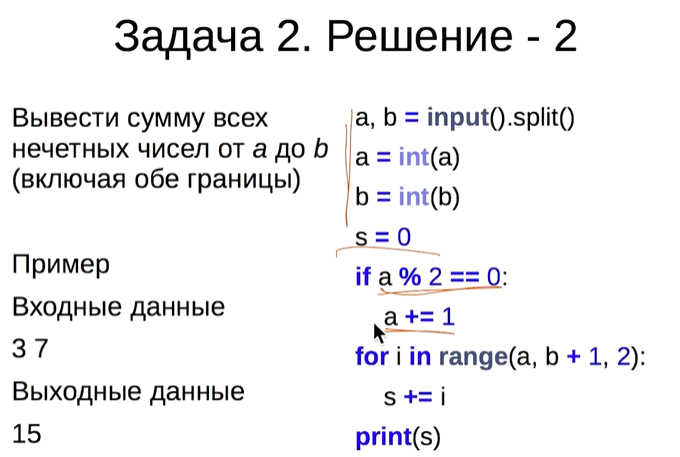 Задача 2. Решение - 2
Вывести сумму всех
нечетных чисел от a до b
(включая обе границы)
Пример
Входные данные
3 7
Выходные данные
15
a, b = input().split()
a = int(a)
b = int(b)
s = 0
if a % 2 == 0:
    a += 1
for i in range(a, b + 1, 2):
    s += i
print(s)